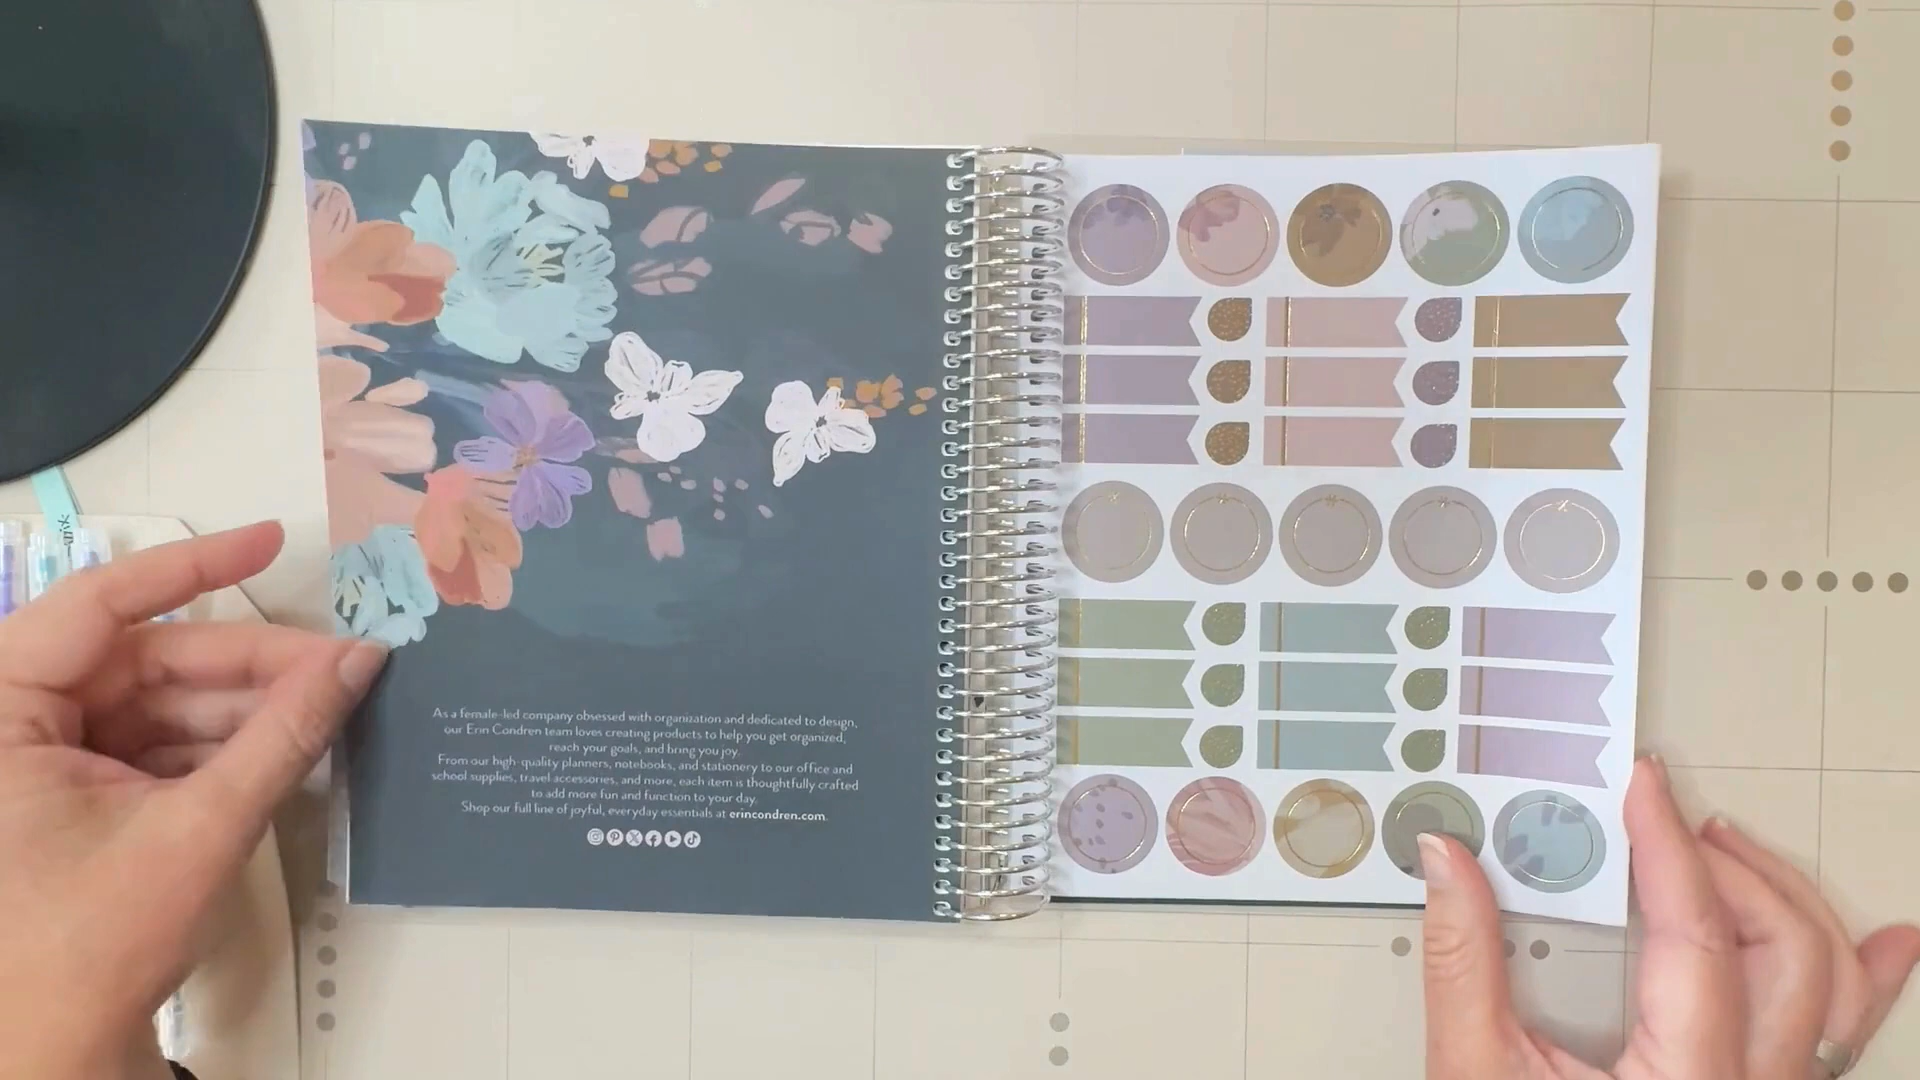 As a female-led company obsessed with organization and dedicated to design,
our Erin Condren team loves creating products to help you get organized,
reach your goals, and bring you joy.
From our high-quality planners, notebooks, and stationery to our office and
school supplies, travel accessories, and more, each item is thoughtfully crafted
to add more fun and function to your day.
Shop our full line of joyful, everyday essentials at erincondren.com.